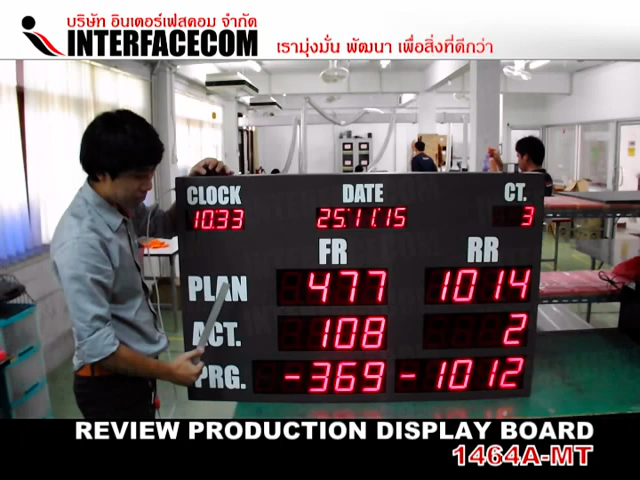 บริษัท อินเตอร์เฟสคอม จำกัด
INTERFACECOM
เรามุ่งมั่น พัฒนา เพื่อสิ่งที่ดีกว่า
CLOCK DATE CT.
10.33 25.11.15 3
FR RR
PLAN 477 1014
ACT. 108 2
PRG. -369 -1012
REVIEW PRODUCTION DISPLAY BOARD
1464A-MT